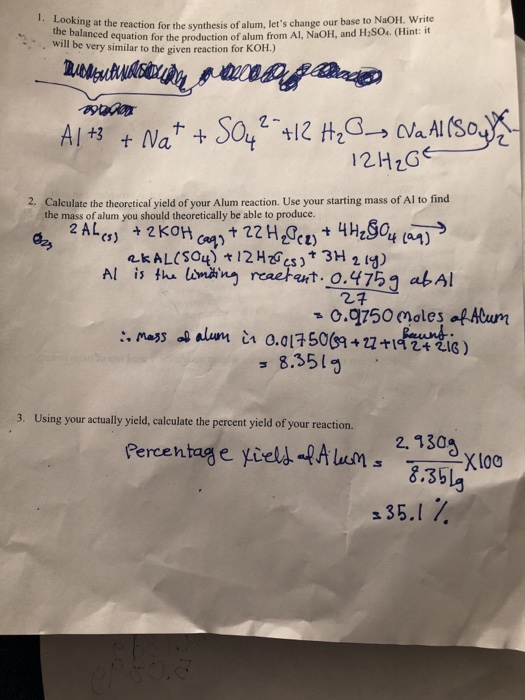 1. Looking at the reaction for the synthesis of alum, let's change our base to NaOH. Write
the balanced equation for the production of alum from Al, NaOH, and H₂SO₄. (Hint: it
will be very similar to the given reaction for KOH.)
Al⁺³ + Na⁺ + SO₄²⁻ +12 H₂O → NaAl(SO₄)₂
12H₂O
2. Calculate the theoretical yield of your Alum reaction. Use your starting mass of Al to find
the mass of alum you should theoretically be able to produce.
2 AL(s) + 2KOH (aq) + 22H₂O(l) + 4H₂SO₄ (aq) →
2KAL(SO4) + 12H₂O(s) + 3H 2 (g)
Al is the limiting reactant. 0.475g of Al
27
= 0.01750 moles of Alum
Found.
∴ Mass of alum is 0.01750(39+27+192+216)
= 8.351g
3. Using your actually yield, calculate the percent yield of your reaction.
Percentage Yield of Alum = 2.930g
8.351g
X100
= 35.1 %